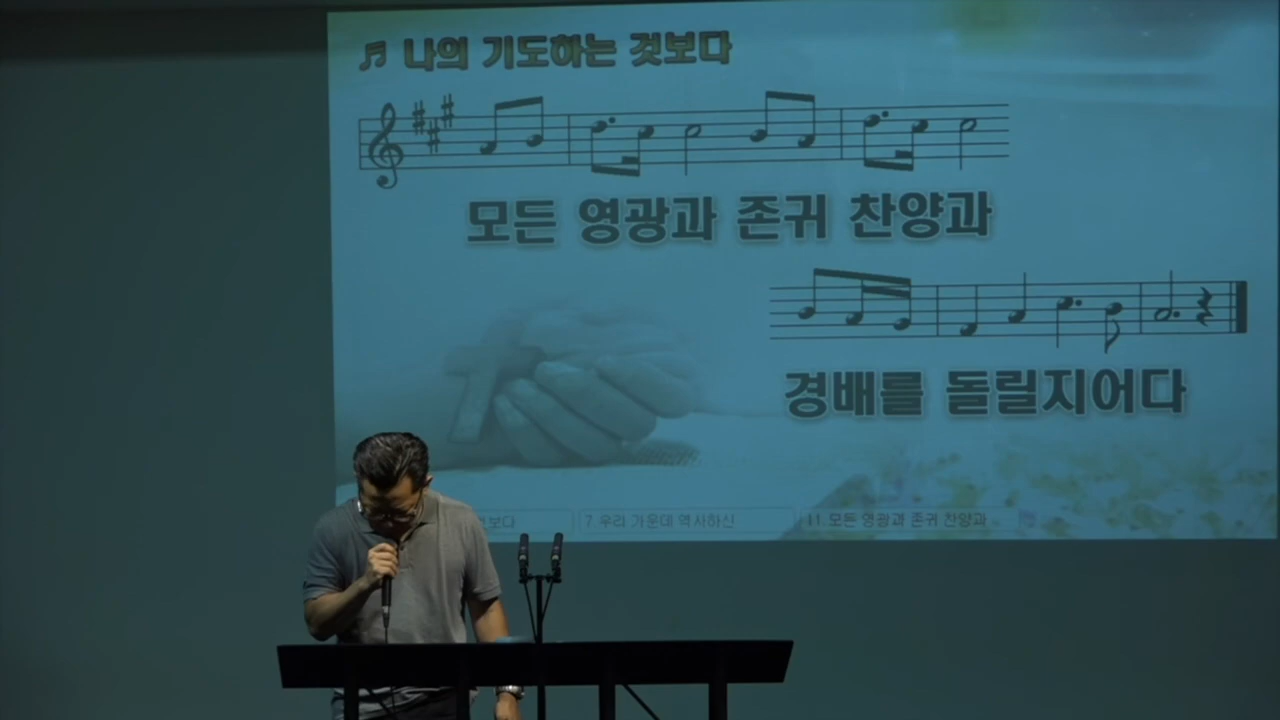 나의 기도하는 것보다
모든 영광과 존귀 찬양과
경배를 돌릴지어다
7. 우리 가운데 역사하신
11. 모든 영광과 존귀 찬양과